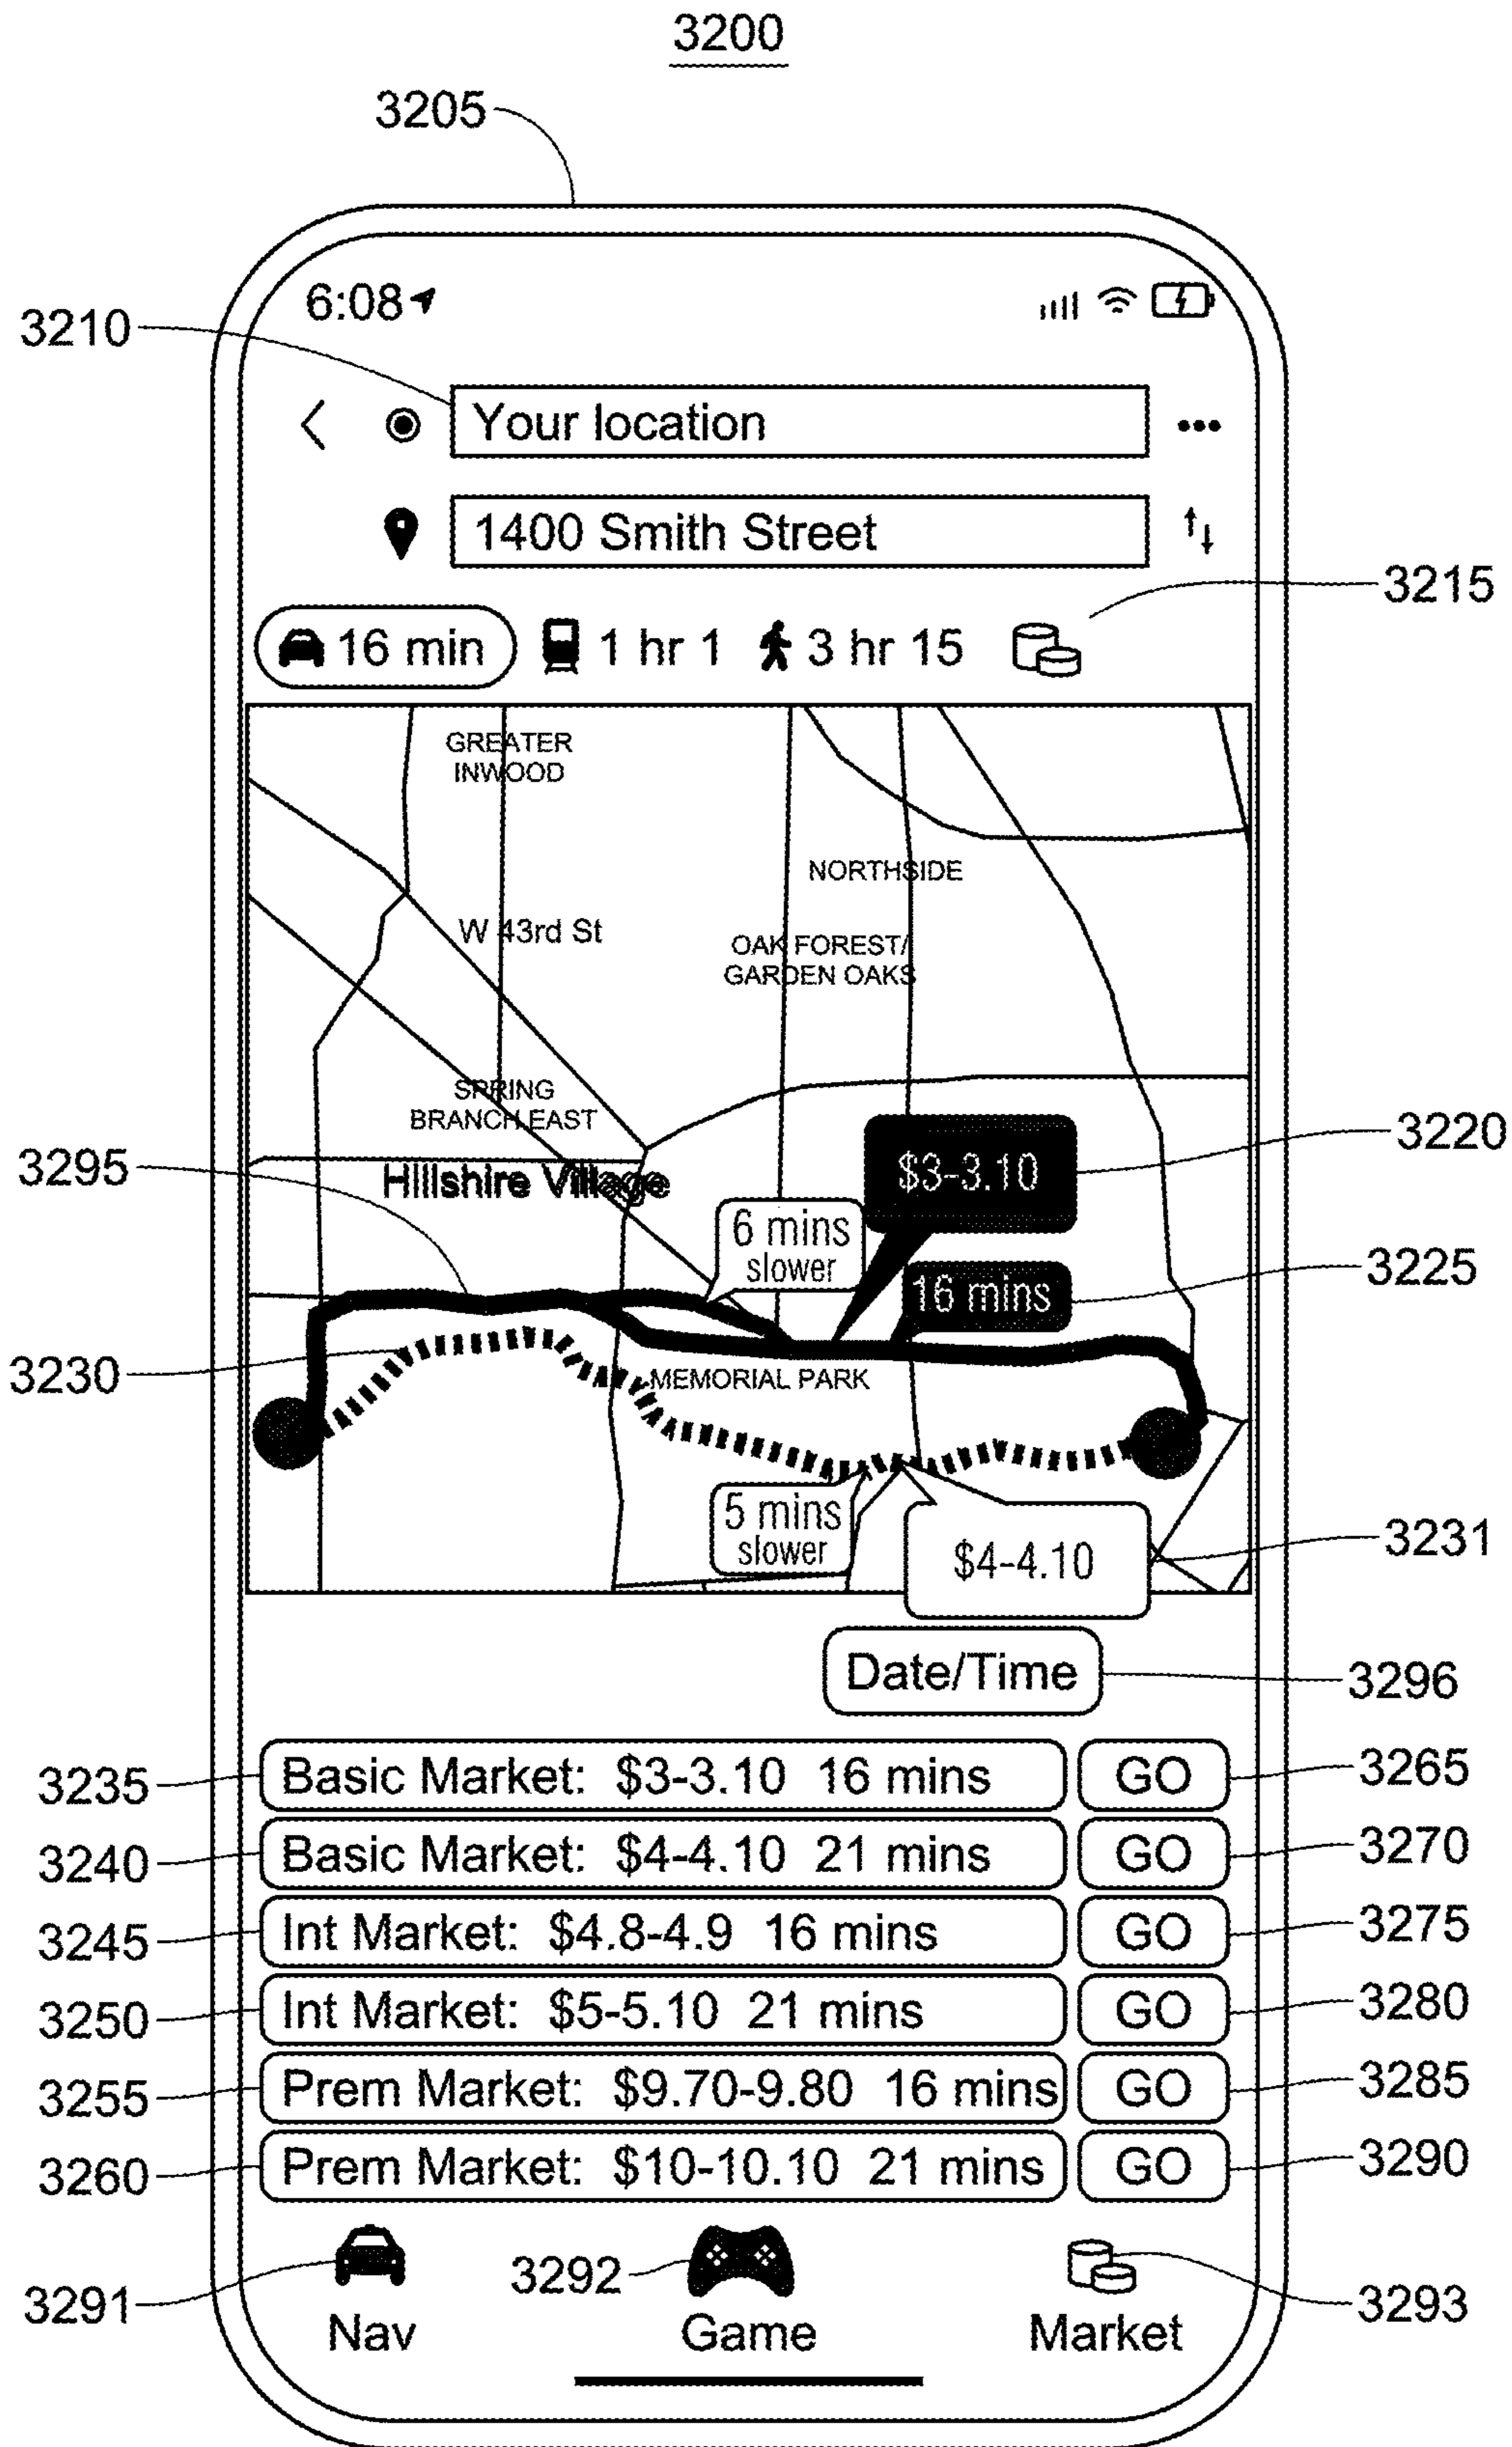 3200
3205
6:08
3210
Your location
1400 Smith Street
3215
16 min 1 hr 1 3 hr 15
GREATER
INWOOD
NORTHSIDE
W 43rd St
OAK FOREST/
GARDEN OAKS
SPRING
BRANCH EAST
3220
$3-3.10
3295
Hillshire Village
6 mins
slower
3225
16 mins
3230
MEMORIAL PARK
5 mins
slower
$4-4.10
3231
Date/Time
3296
3235 Basic Market: $3-3.10 16 mins GO 3265
3240 Basic Market: $4-4.10 21 mins GO 3270
3245 Int Market: $4.8-4.9 16 mins GO 3275
3250 Int Market: $5-5.10 21 mins GO 3280
3255 Prem Market: $9.70-9.80 16 mins GO 3285
3260 Prem Market: $10-10.10 21 mins GO 3290
3291 3292 3293
Nav Game Market